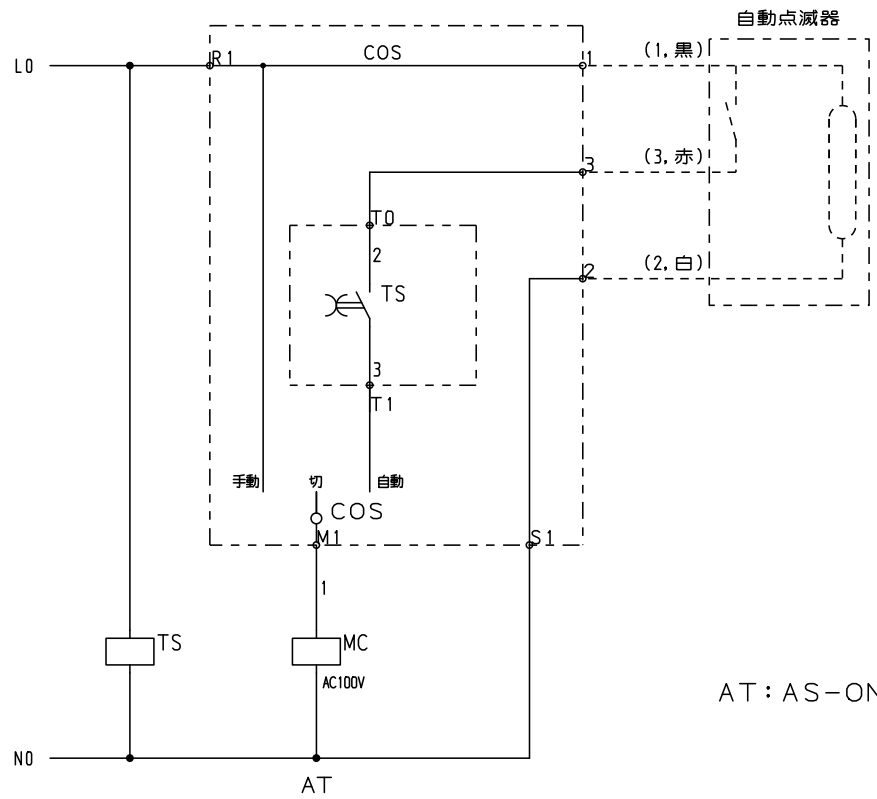 自動点滅器
R1
COS
1
(1,黒)
L0
3
(3,赤)
T0
2
2
(2,白)
TS
3
T1
手動
切
自動
COS
M1
S1
1
TS
MC
AC100V
AT:AS-ON
N0
AT